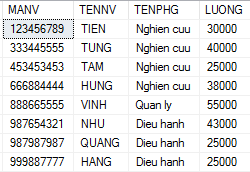 MANV TENNV TENPHG LUONG
123456789 TIEN Nghien cuu 30000
333445555 TUNG Nghien cuu 40000
453453453 TAM Nghien cuu 25000
666884444 HUNG Nghien cuu 38000
888665555 VINH Quan ly 55000
987654321 NHU Dieu hanh 43000
987987987 QUANG Dieu hanh 25000
999887777 HANG Dieu hanh 25000